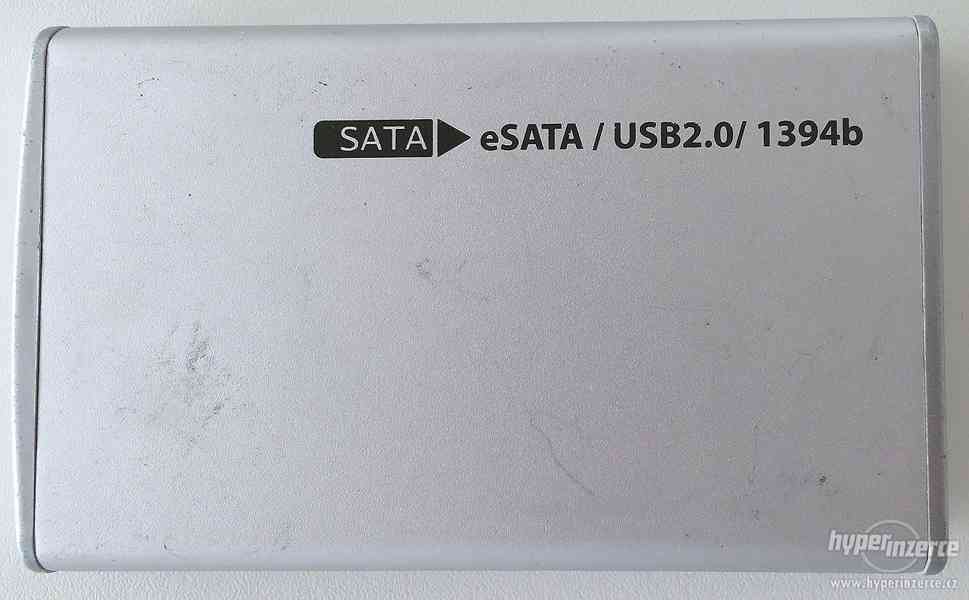 SATA eSATA / USB2.0/ 1394b
hyperinzerce
www.hyperinzerce.cz